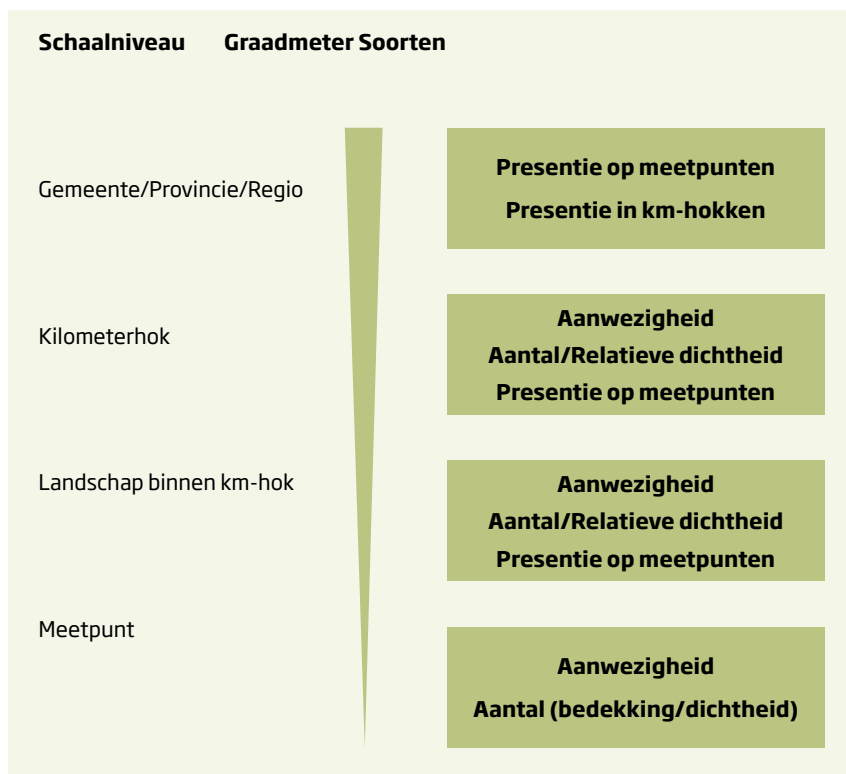 Schaalniveau Graadmeter Soorten
Gemeente/Provincie/Regio
Presentie op meetpunten
Presentie in km-hokken
Kilometerhok
Aanwezigheid
Aantal/Relatieve dichtheid
Presentie op meetpunten
Landschap binnen km-hok
Aanwezigheid
Aantal/Relatieve dichtheid
Presentie op meetpunten
Meetpunt
Aanwezigheid
Aantal (bedekking/dichtheid)